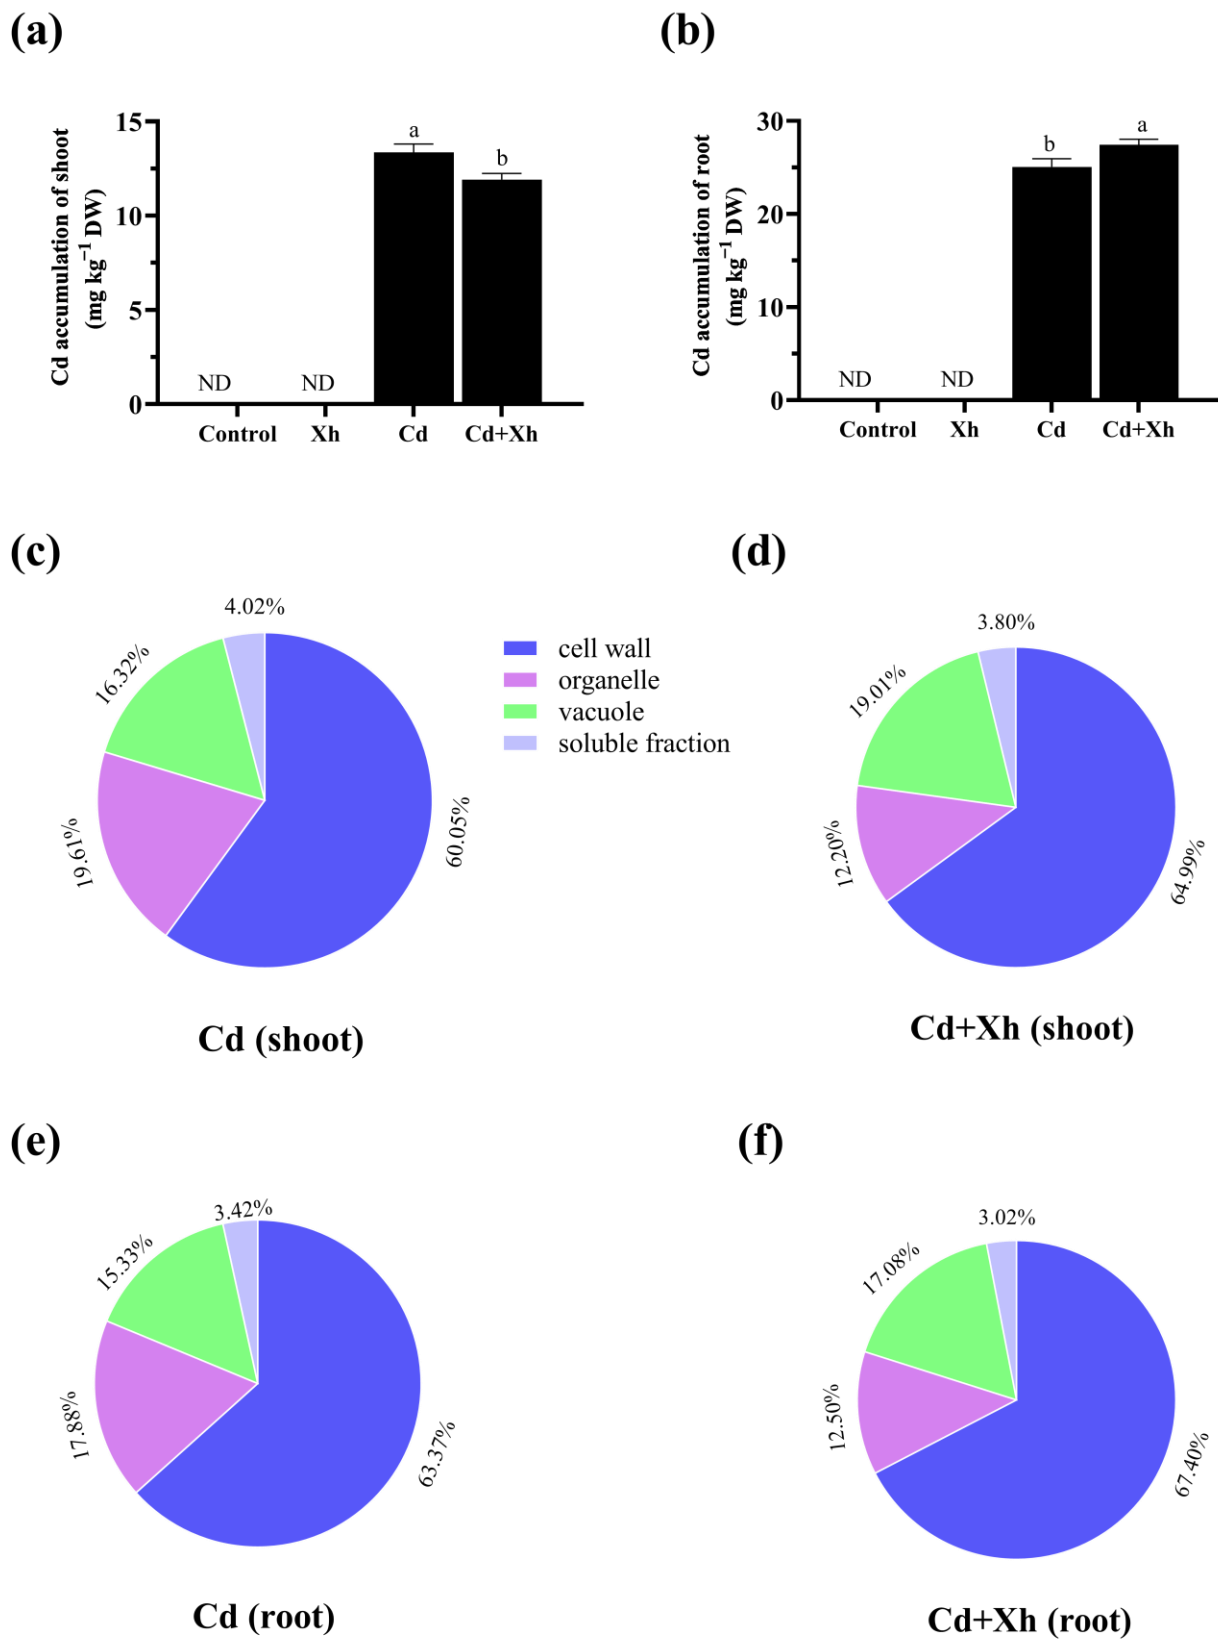 (a)
Cd accumulation of shoot
(mg kg⁻¹ DW)
15
10
5
0
a
b
ND
ND
Control
Xh
Cd
Cd+Xh
(b)
Cd accumulation of root
(mg kg⁻¹ DW)
30
20
10
0
b
a
ND
ND
Control
Xh
Cd
Cd+Xh
(c)
4.02%
16.32%
19.61%
60.05%
Cd (shoot)
cell wall
organelle
vacuole
soluble fraction
(d)
3.80%
19.01%
12.20%
64.99%
Cd+Xh (shoot)
(e)
3.42%
15.33%
17.88%
63.37%
Cd (root)
(f)
3.02%
17.08%
12.50%
67.40%
Cd+Xh (root)